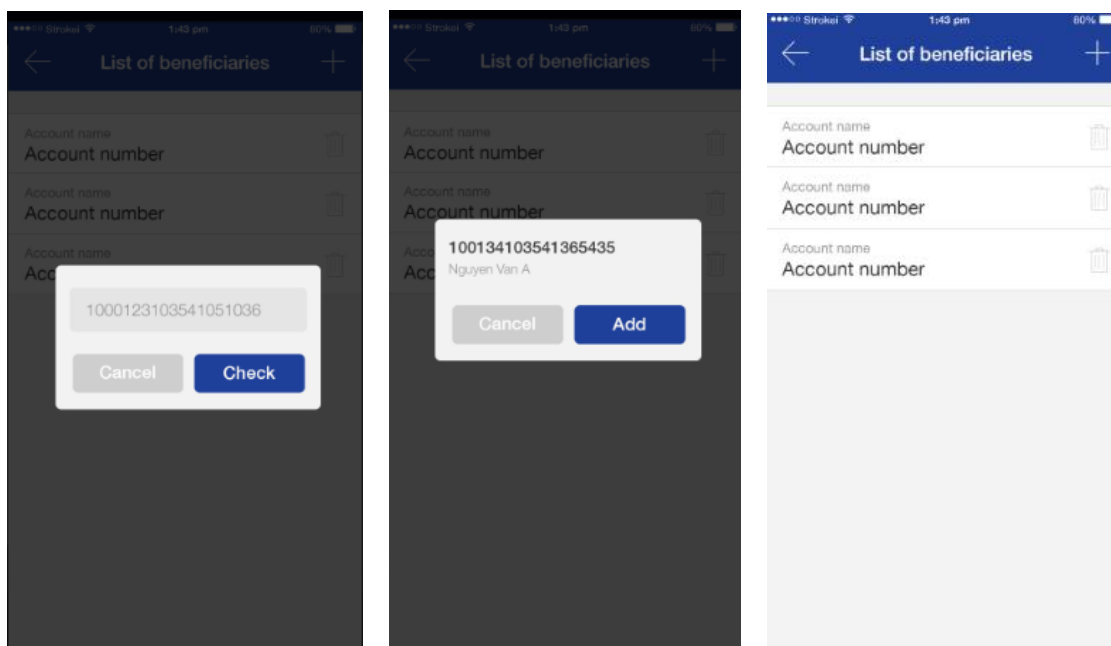 Strokei 1:43 pm 60%
List of beneficiaries
Account name
Account number
Account name
Account number
Account name
Acc
1000123103541051036
Cancel Check
Strokei 1:43 pm 60%
List of beneficiaries
Account name
Account number
Account name
Account number
Acco
Acc
100134103541365435
Nguyen Van A
Cancel Add
Strokei 1:43 pm 60%
List of beneficiaries
Account name
Account number
Account name
Account number
Account name
Account number